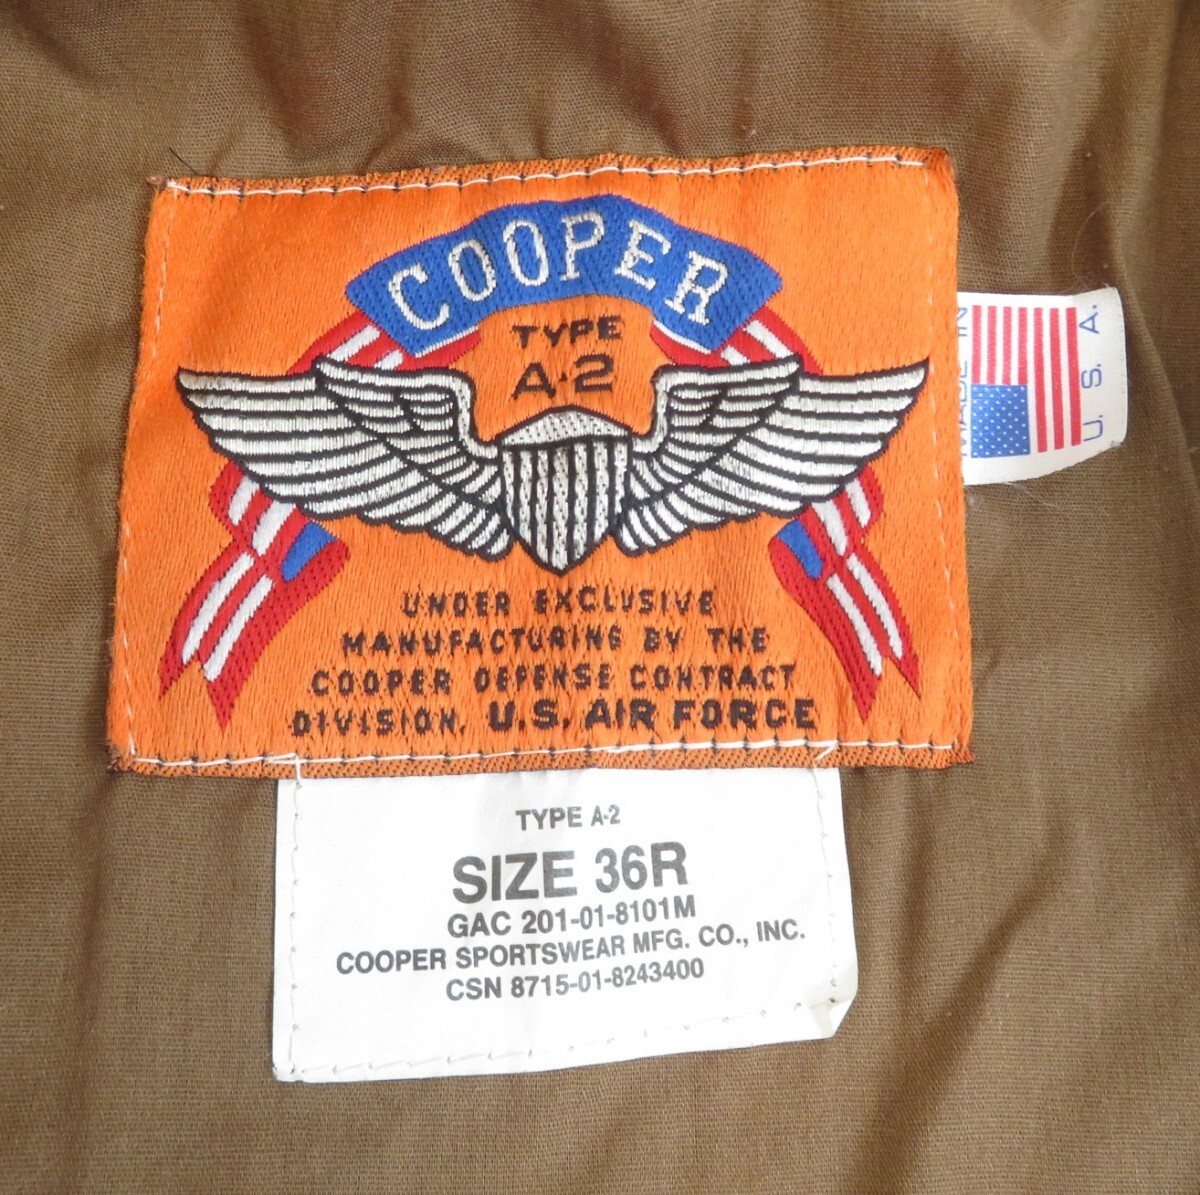 COOPER
TYPE
A-2
UNDER EXCLUSIVE
MANUFACTURING BY THE
COOPER DEFENSE CONTRACT
DIVISION, U.S. AIR FORCE
MADE IN
U. S. A.
TYPE A-2
SIZE 36R
GAC 201-01-8101M
COOPER SPORTSWEAR MFG. CO., INC.
CSN 8715-01-8243400